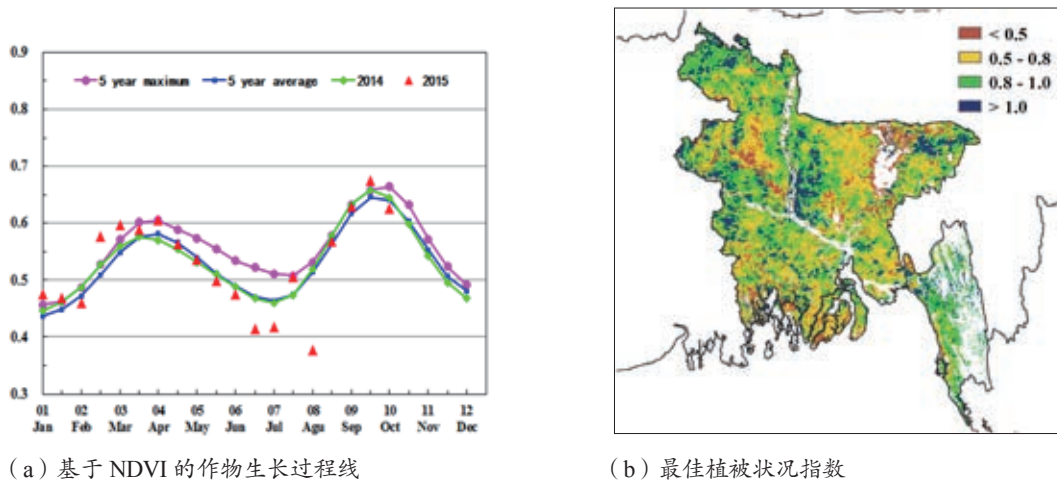 0.9
0.8
0.7
0.6
0.5
0.4
0.3
5 year maximum
5 year average
2014
2015
01 02 03 04 05 06 07 08 09 10 11 12
Jan Feb Mar Apr May Jun Jul Agu Sep Oct Nov Dec
(a)基于 NDVI 的作物生长过程线
< 0.5
0.5 - 0.8
0.8 - 1.0
> 1.0
(b)最佳植被状况指数